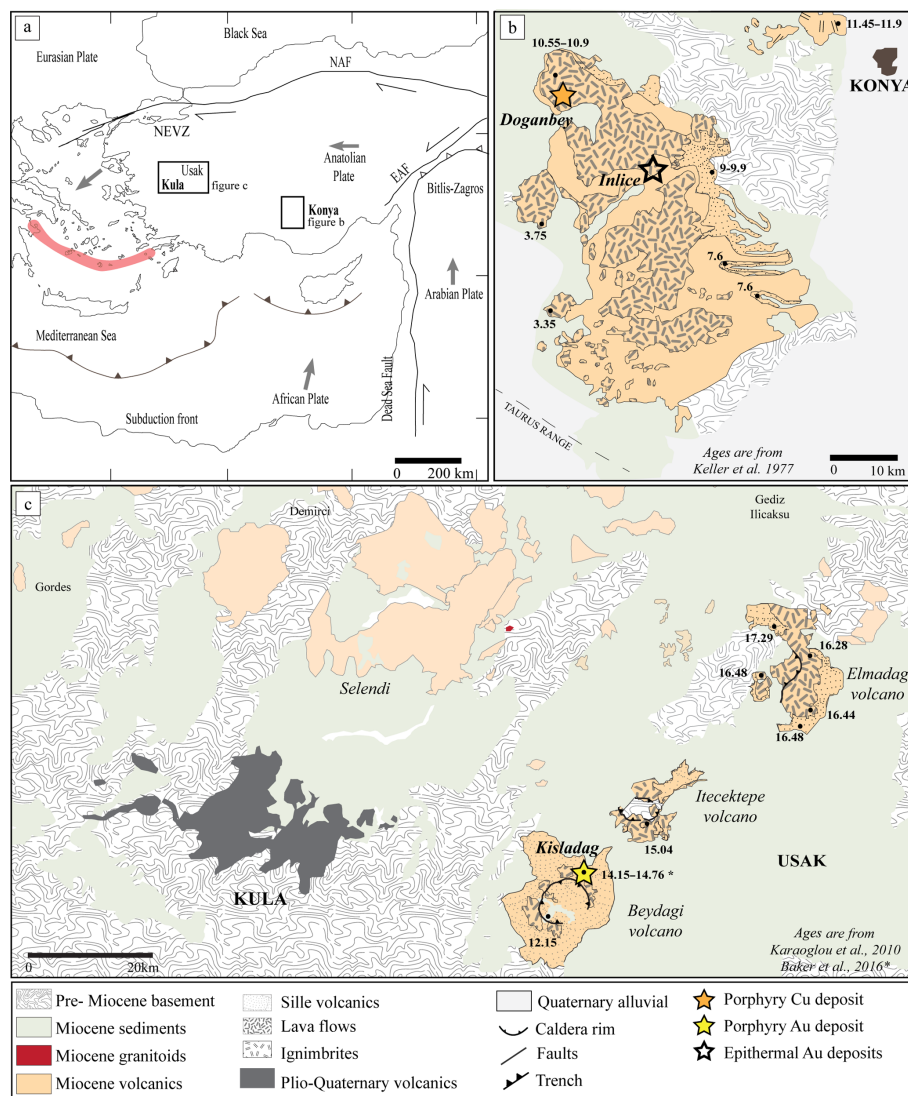 a
Black Sea
Eurasian Plate
NAF
NEVZ
Usak
Kula
figure c
Anatolian
Plate
EAF
Bitlis-Zagros
Konya
figure b
Arabian Plate
Mediterranean Sea
African Plate
Dead Sea Fault
Subduction front
200 km
b
11.45–11.9
10.55–10.9
KONYA
Doganbey
Inlice
9-9.9
3.75
7.6
7.6
3.35
TAURUS RANGE
Ages are from
Keller et al. 1977
0 10 km
c
Demirci
Gediz
Ilicaksu
Gordes
17.29
16.28
Selendi
16.48
Elmadag
volcano
16.44
16.48
Itecektepe
volcano
15.04
Kisladag
USAK
14.15–14.76 *
KULA
Beydagi
volcano
12.15
Ages are from
Karaoglou et al., 2010
Baker et al., 2016*
0 20km
Pre- Miocene basement
Miocene sediments
Miocene granitoids
Miocene volcanics
Sille volcanics
Lava flows
Ignimbrites
Plio-Quaternary volcanics
Quaternary alluvial
Caldera rim
Faults
Trench
Porphyry Cu deposit
Porphyry Au deposit
Epithermal Au deposits